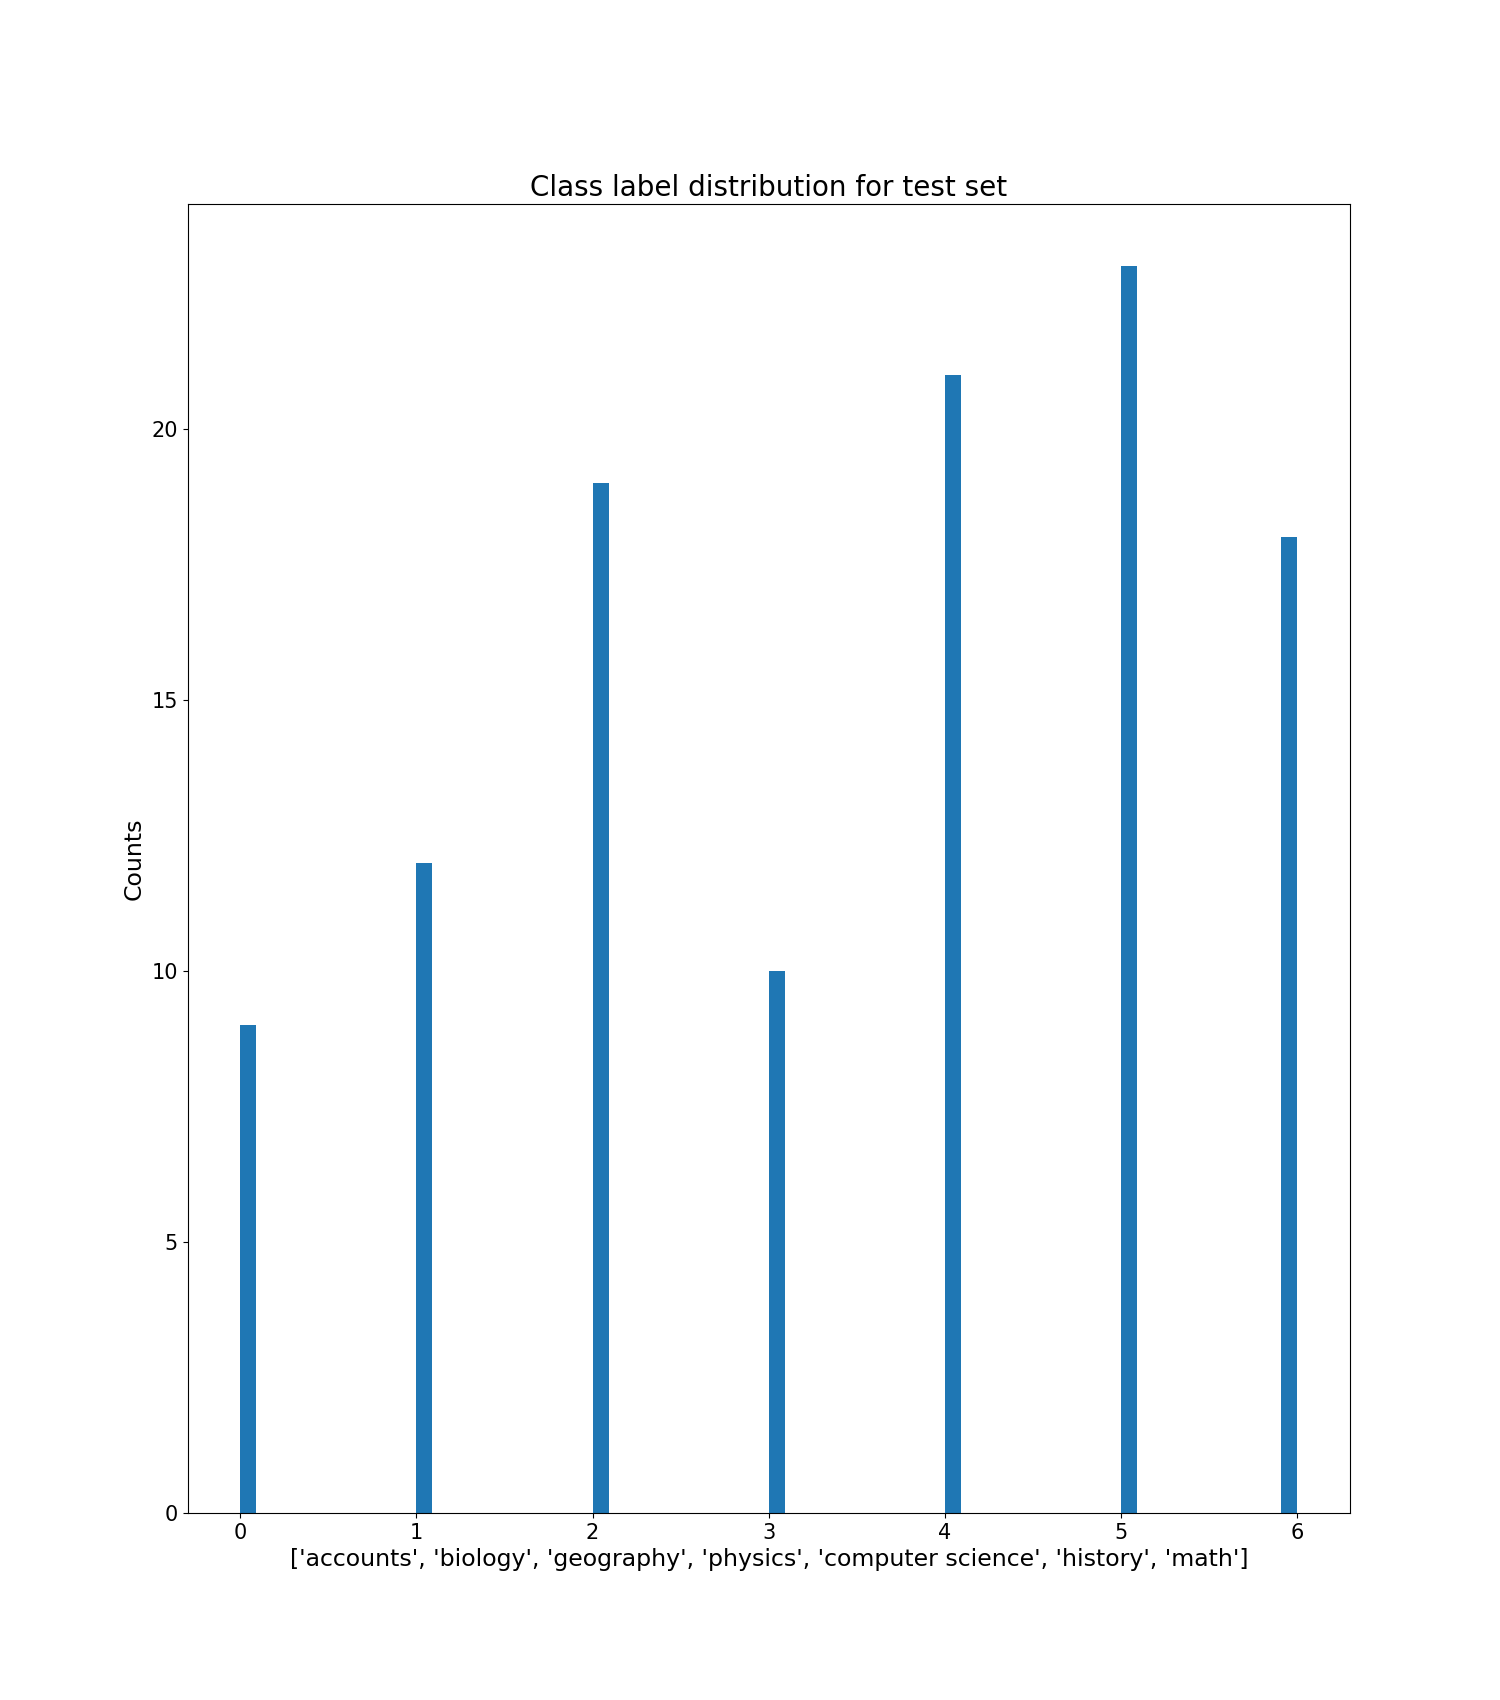 Class label distribution for test set
20
15
10
5
0
Counts
0 1 2 3 4 5 6
['accounts', 'biology', 'geography', 'physics', 'computer science', 'history', 'math']